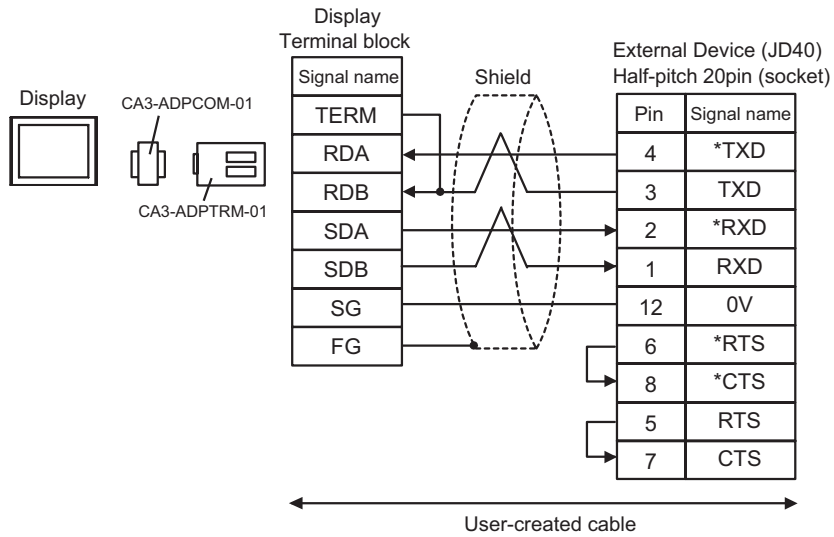 Display
Terminal block
External Device (JD40)
Half-pitch 20pin (socket)
Display
CA3-ADPCOM-01
CA3-ADPTRM-01
Shield
Signal name
TERM
RDA
RDB
SDA
SDB
SG
FG
Pin Signal name
4 *TXD
3 TXD
2 *RXD
1 RXD
12 0V
6 *RTS
8 *CTS
5 RTS
7 CTS
User-created cable